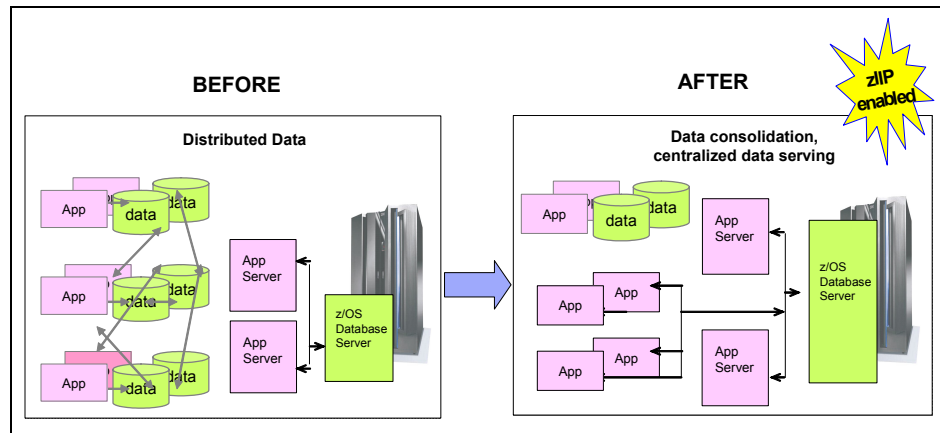 BEFORE
AFTER
zIIP
enabled
Distributed Data
App
data
data
App
data
data
App
data
data
App
Server
App
Server
z/OS
Database
Server
Data consolidation,
centralized data serving
App
data
data
App
App
App
App
App
Server
App
Server
z/OS
Database
Server